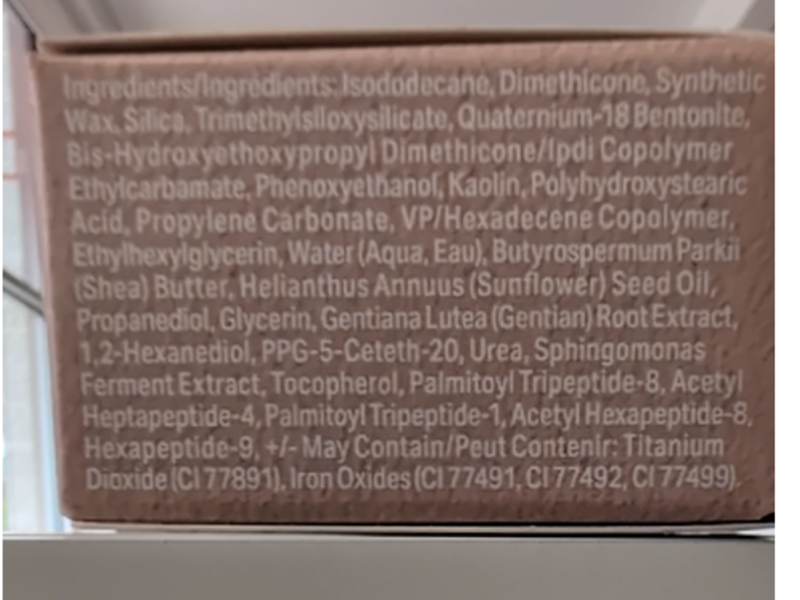 Ingredients/Ingrédients: Isododecane, Dimethicone, Synthetic
Wax, Silica, Trimethylsiloxysilicate, Quaternium-18 Bentonite,
Bis-Hydroxyethoxypropyl Dimethicone/Ipdi Copolymer
Ethylcarbamate, Phenoxyethanol, Kaolin, Polyhydroxystearic
Acid, Propylene Carbonate, VP/Hexadecene Copolymer,
Ethylhexylglycerin, Water (Aqua, Eau), Butyrospermum Parkii
(Shea) Butter, Helianthus Annuus (Sunflower) Seed Oil,
Propanediol, Glycerin, Gentiana Lutea (Gentian) Root Extract,
1,2-Hexanediol, PPG-5-Ceteth-20, Urea, Sphingomonas
Ferment Extract, Tocopherol, Palmitoyl Tripeptide-8, Acetyl
Heptapeptide-4, Palmitoyl Tripeptide-1, Acetyl Hexapeptide-8,
Hexapeptide-9, +/- May Contain/Peut Contenir: Titanium
Dioxide (CI 77891), Iron Oxides (CI 77491, CI 77492, CI 77499).